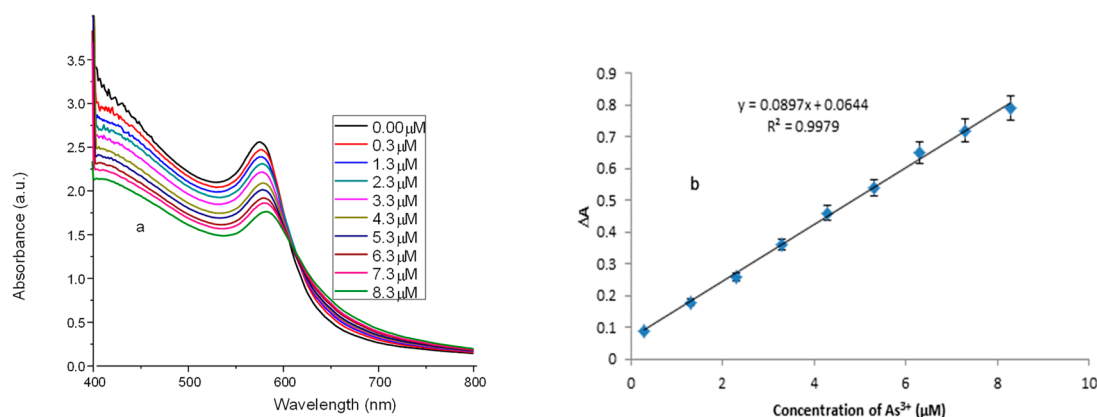 3.5
3.0
2.5
2.0
1.5
1.0
0.5
0.0
400 500 600 700 800
Absorbance (a.u.)
Wavelength (nm)
a
0.00μM
0.3 μM
1.3 μM
2.3 μM
3.3 μM
4.3 μM
5.3 μM
6.3 μM
7.3 μM
8.3 μM
0.9
0.8
0.7
0.6
0.5
0.4
0.3
0.2
0.1
0
0 2 4 6 8 10
ΔA
Concentration of As³⁺ (μM)
y = 0.0897x + 0.0644
R² = 0.9979
b